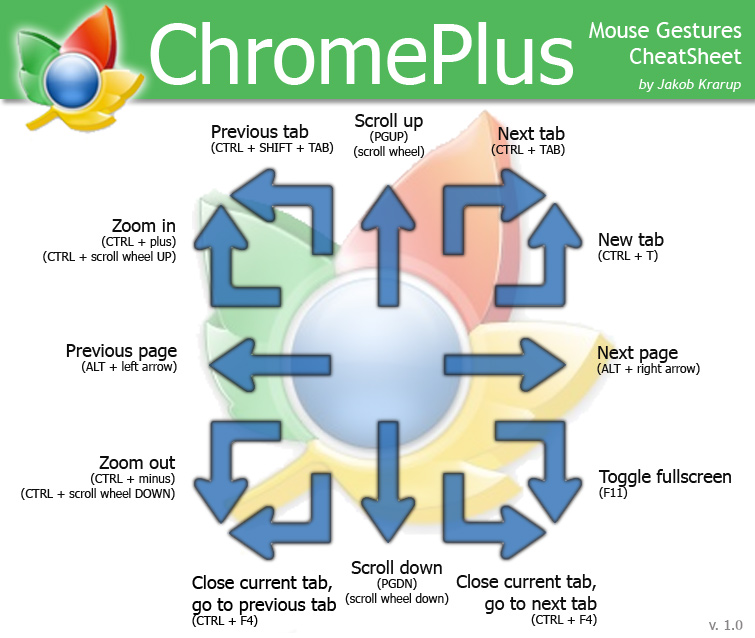 ChromePlus
Mouse Gestures
CheatSheet
by Jakob Krarup
Previous tab
(CTRL + SHIFT + TAB)
Scroll up
(PGUP)
(scroll wheel)
Next tab
(CTRL + TAB)
Zoom in
(CTRL + plus)
(CTRL + scroll wheel UP)
New tab
(CTRL + T)
Previous page
(ALT + left arrow)
Next page
(ALT + right arrow)
Zoom out
(CTRL + minus)
(CTRL + scroll wheel DOWN)
Toggle fullscreen
(F11)
Close current tab,
go to previous tab
(CTRL + F4)
Scroll down
(PGDN)
(scroll wheel down)
Close current tab,
go to next tab
(CTRL + F4)
v. 1.0